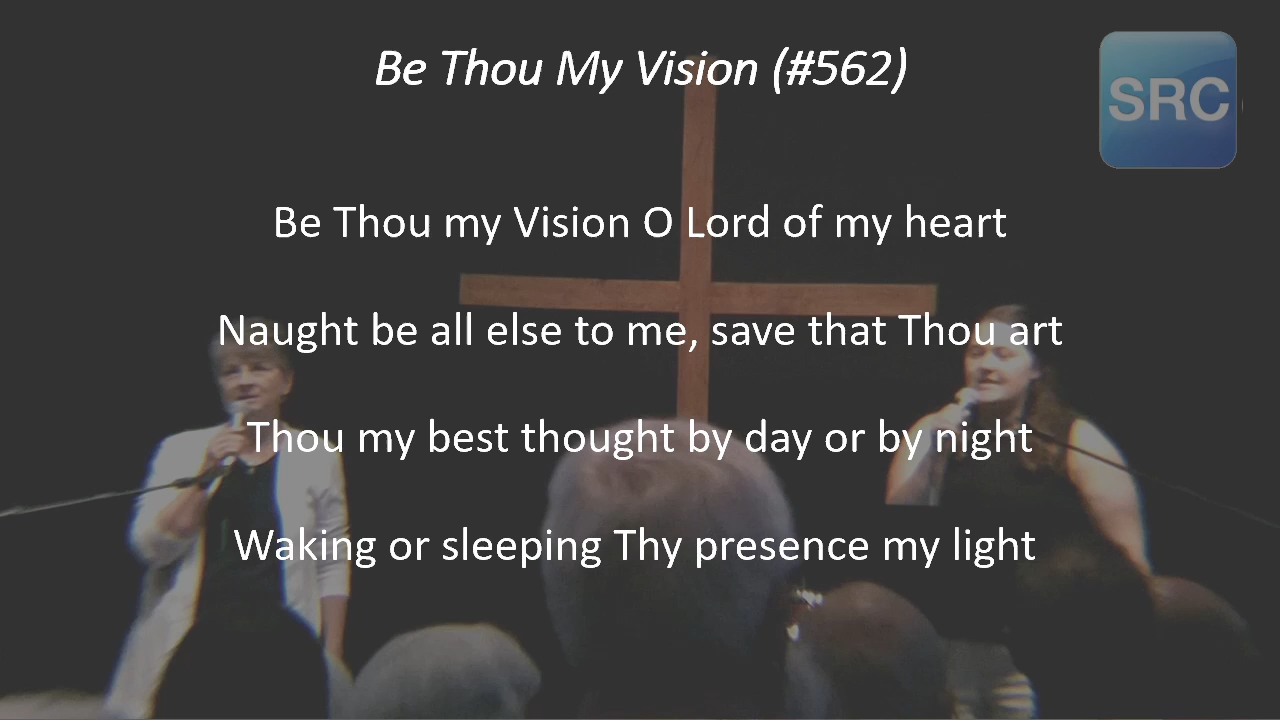 Be Thou My Vision (#562)
SRC
Be Thou my Vision O Lord of my heart
Naught be all else to me, save that Thou art
Thou my best thought by day or by night
Waking or sleeping Thy presence my light